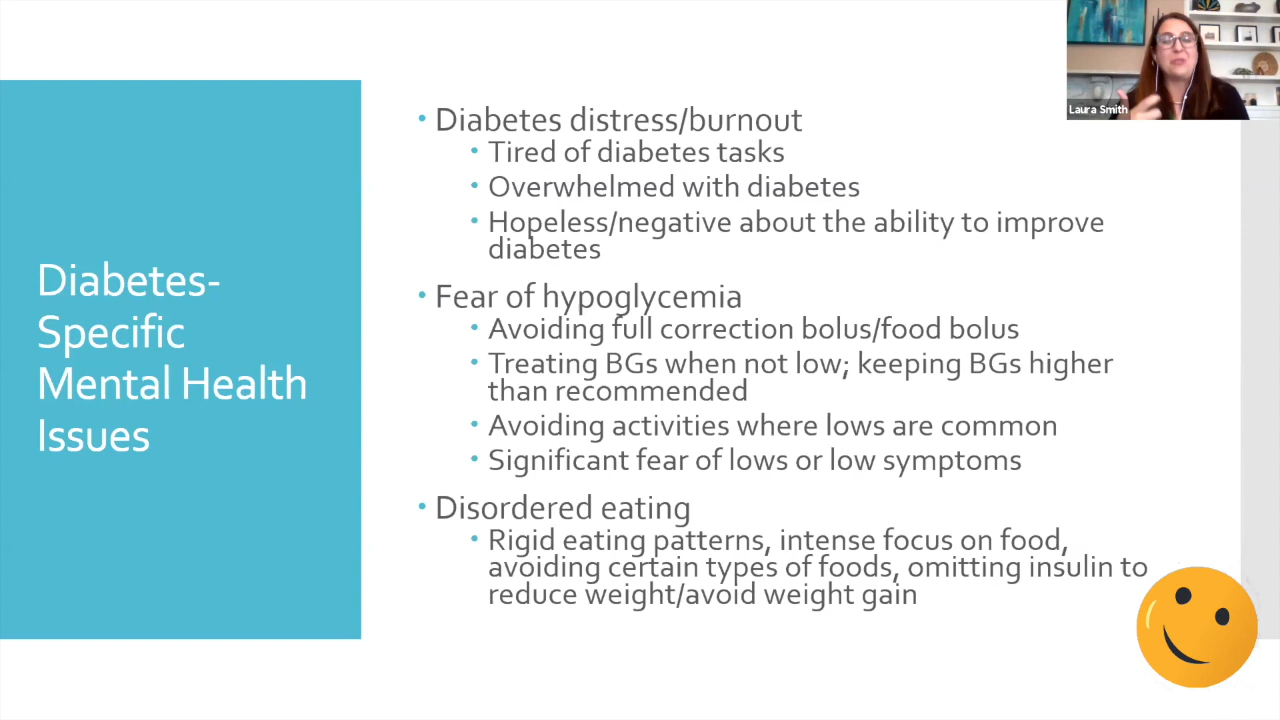 Laura Smith
Diabetes-
Specific
Mental Health
Issues
• Diabetes distress/burnout
• Tired of diabetes tasks
• Overwhelmed with diabetes
• Hopeless/negative about the ability to improve
diabetes
• Fear of hypoglycemia
• Avoiding full correction bolus/food bolus
• Treating BGs when not low; keeping BGs higher
than recommended
• Avoiding activities where lows are common
• Significant fear of lows or low symptoms
• Disordered eating
• Rigid eating patterns, intense focus on food,
avoiding certain types of foods, omitting insulin to
reduce weight/avoid weight gain